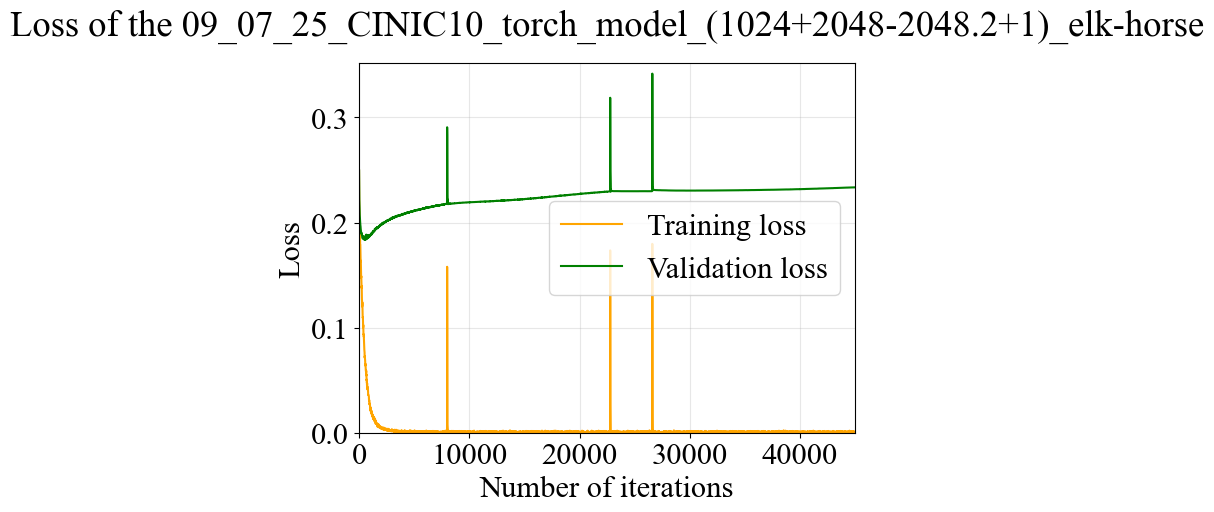 Loss of the 09_07_25_CINIC10_torch_model_(1024+2048-2048.2+1)_elk-horse
0.3
0.2
0.1
0.0
Loss
Training loss
Validation loss
0 10000 20000 30000 40000
Number of iterations